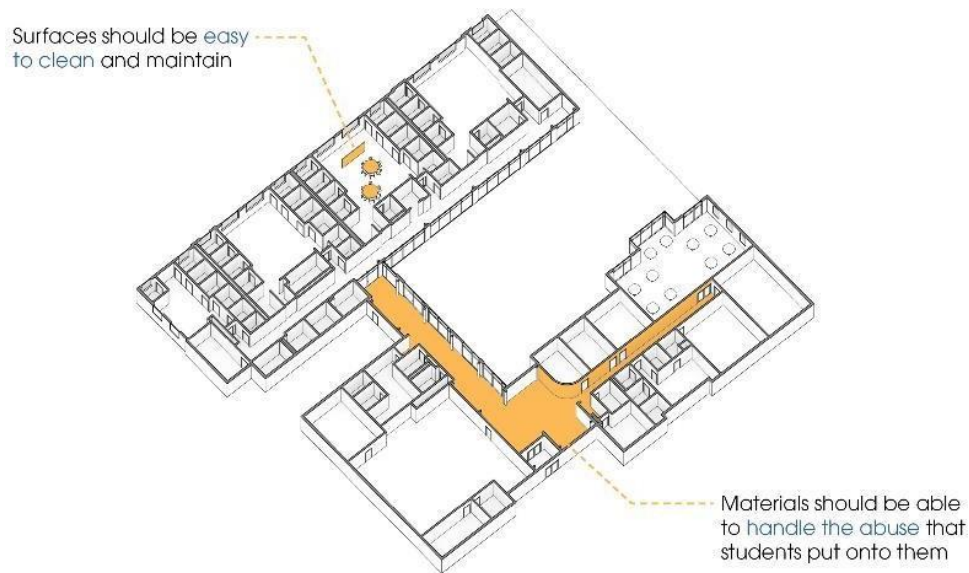 Surfaces should be easy
to clean and maintain
Materials should be able
to handle the abuse that
students put onto them